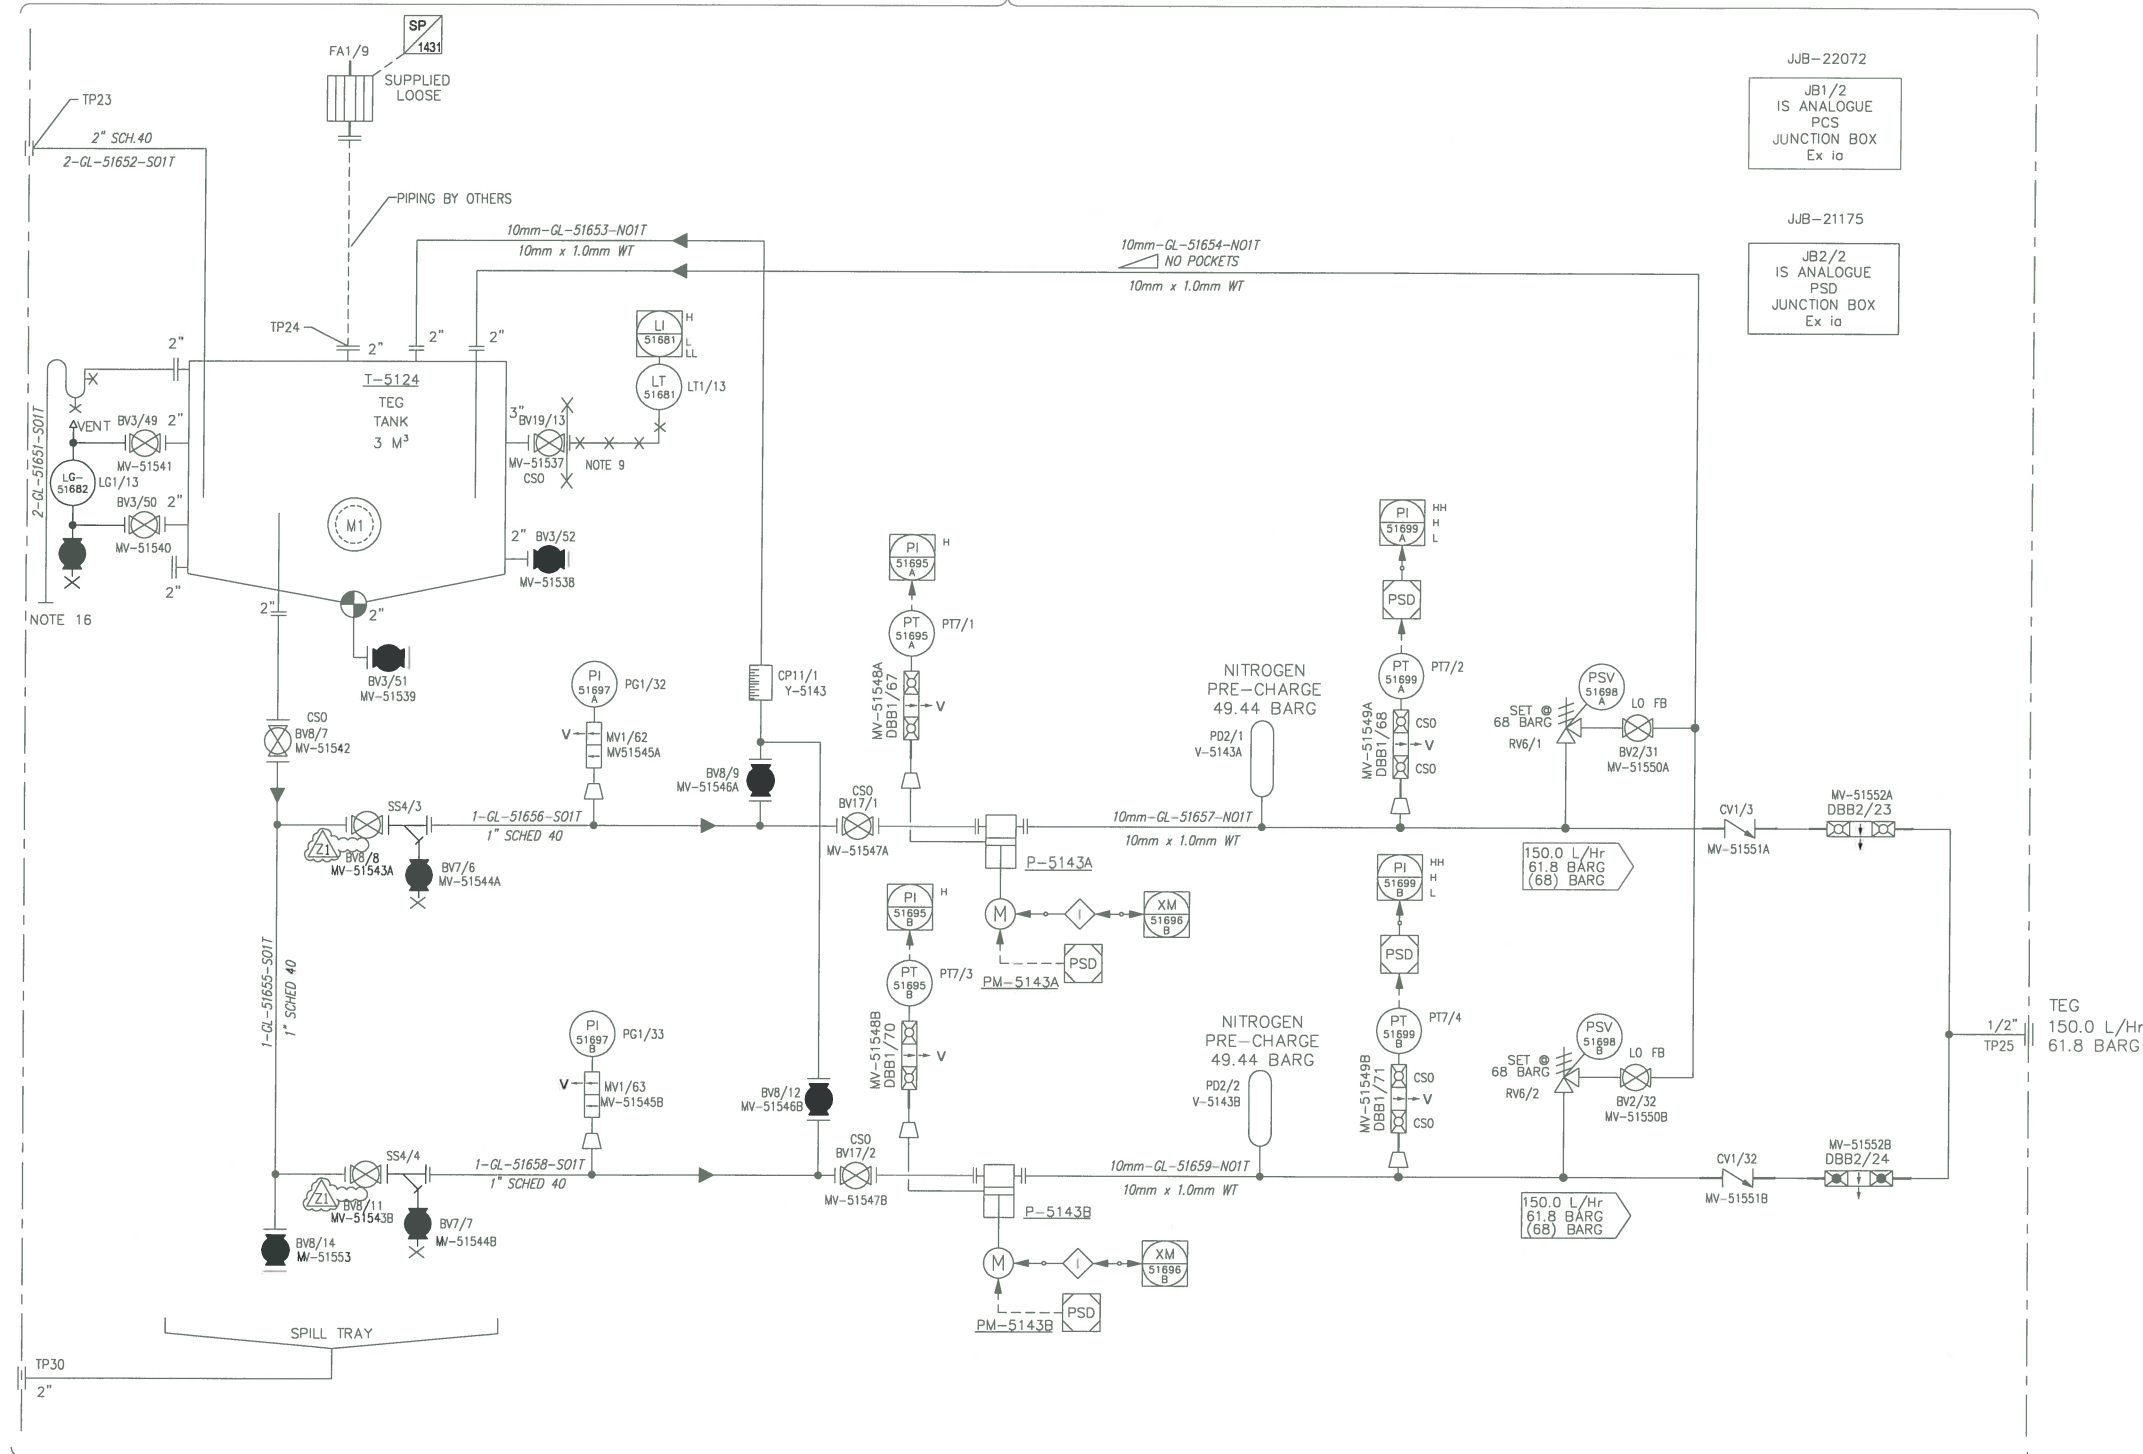 SP
1431
FA1/9
SUPPLIED
LOOSE
TP23
2" SCH.40
2-GL-51652-S01T
PIPING BY OTHERS
10mm-GL-51653-N01T
10mm x 1.0mm WT
10mm-GL-51654-N01T
NO POCKETS
10mm x 1.0mm WT
JJB-22072
JB1/2
IS ANALOGUE
PCS
JUNCTION BOX
Ex ia
JJB-21175
JB2/2
IS ANALOGUE
PSD
JUNCTION BOX
Ex ia
TP24
2"
2"
2"
2"
LI
51681
H
L
LL
LT
51681
LT1/13
T-5124
TEG
TANK
3 M³
2-GL-51651-S01T
VENT
BV3/49
2"
MV-51541
LG-
51682
LG1/13
BV3/50
2"
MV-51540
2"
NOTE 16
M1
3"
BV19/13
MV-51537
CSO
NOTE 9
2"
BV3/52
MV-51538
2"
2"
BV3/51
MV-51539
CSO
BV8/7
MV-51542
PI
51697
A
PG1/32
V
MV1/62
MV51545A
CP11/1
Y-5143
BV8/9
MV-51546A
PI
51695
A
H
PT
51695
A
PT7/1
MV-51548A
DBB1/67
V
NITROGEN
PRE-CHARGE
49.44 BARG
PD2/1
V-5143A
PI
51699
A
HH
H
L
PSD
PT
51699
A
PT7/2
MV-51549A
DBB1/68
CSO
V
CSO
PSV
51698
A
SET @
68 BARG
RV6/1
LO FB
BV2/31
MV-51550A
SS4/3
Z1
BV8/8
MV-51543A
BV7/6
MV-51544A
1-GL-51656-S01T
1" SCHED 40
CSO
BV17/1
MV-51547A
P-5143A
10mm-GL-51657-N01T
10mm x 1.0mm WT
150.0 L/Hr
61.8 BARG
(68) BARG
CV1/3
MV-51551A
MV-51552A
DBB2/23
M
I
XM
51696
B
PSD
PM-5143A
1-GL-51655-S01T
1" SCHED 40
PI
51697
B
PG1/33
V
MV1/63
MV-51545B
BV8/12
MV-51546B
PI
51695
B
H
PT
51695
B
PT7/3
MV-51548B
DBB1/70
V
NITROGEN
PRE-CHARGE
49.44 BARG
PD2/2
V-5143B
PI
51699
B
HH
H
L
PSD
PT
51699
B
PT7/4
MV-51549B
DBB1/71
CSO
V
CSO
PSV
51698
B
SET @
68 BARG
RV6/2
LO FB
BV2/32
MV-51550B
TEG
150.0 L/Hr
61.8 BARG
1/2"
TP25
SS4/4
Z1
BV8/11
MV-51543B
BV7/7
MV-51544B
BV8/14
MV-51553
1-GL-51658-S01T
1" SCHED 40
CSO
BV17/2
MV-51547B
P-5143B
10mm-GL-51659-N01T
10mm x 1.0mm WT
150.0 L/Hr
61.8 BARG
(68) BARG
CV1/32
MV-51551B
MV-51552B
DBB2/24
M
I
XM
51696
B
PSD
PM-5143B
SPILL TRAY
TP30
2"